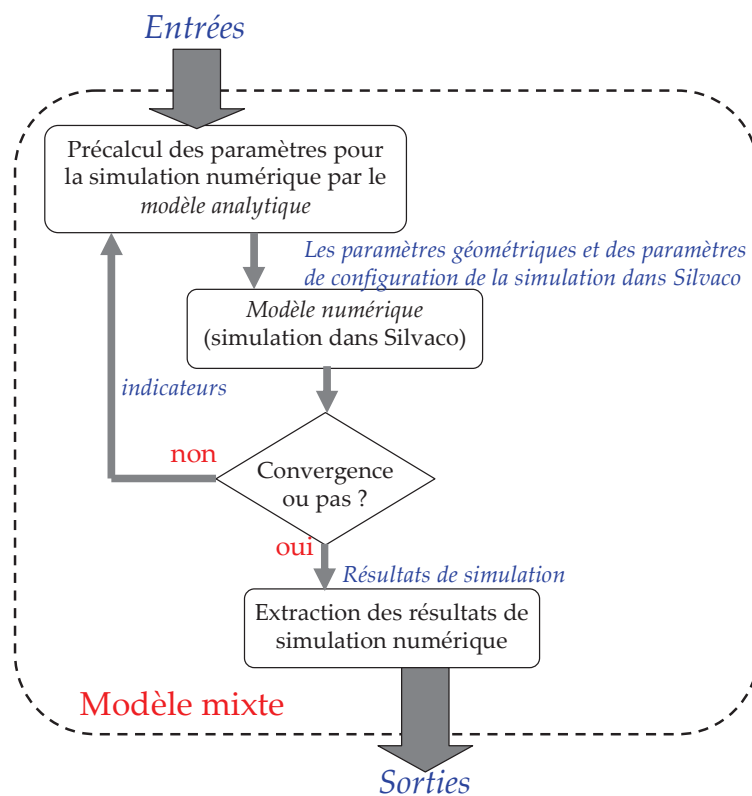 Entrées
Précalcul des paramètres pour
la simulation numérique par le
modèle analytique
Les paramètres géométriques et des paramètres
de configuration de la simulation dans Silvaco
Modèle numérique
(simulation dans Silvaco)
indicateurs
non
Convergence
ou pas ?
oui
Résultats de simulation
Extraction des résultats de
simulation numérique
Modèle mixte
Sorties